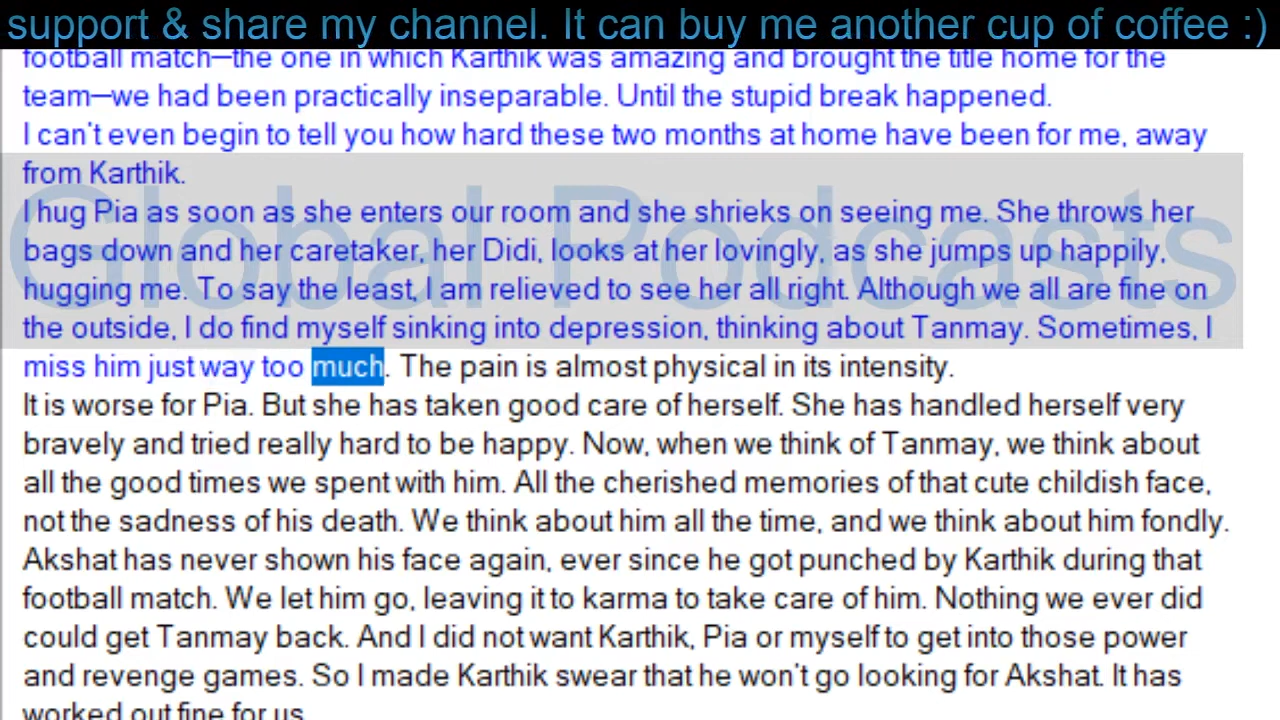 support & share my channel. It can buy me another cup of coffee :)
football match—the one in which Karthik was amazing and brought the title home for the
team—we had been practically inseparable. Until the stupid break happened.
I can't even begin to tell you how hard these two months at home have been for me, away
from Karthik.
Global Podcasts
I hug Pia as soon as she enters our room and she shrieks on seeing me. She throws her
bags down and her caretaker, her Didi, looks at her lovingly, as she jumps up happily,
hugging me. To say the least, I am relieved to see her all right. Although we all are fine on
the outside, I do find myself sinking into depression, thinking about Tanmay. Sometimes, I
miss him just way too much. The pain is almost physical in its intensity.
It is worse for Pia. But she has taken good care of herself. She has handled herself very
bravely and tried really hard to be happy. Now, when we think of Tanmay, we think about
all the good times we spent with him. All the cherished memories of that cute childish face,
not the sadness of his death. We think about him all the time, and we think about him fondly.
Akshat has never shown his face again, ever since he got punched by Karthik during that
football match. We let him go, leaving it to karma to take care of him. Nothing we ever did
could get Tanmay back. And I did not want Karthik, Pia or myself to get into those power
and revenge games. So I made Karthik swear that he won't go looking for Akshat. It has
worked out fine for us